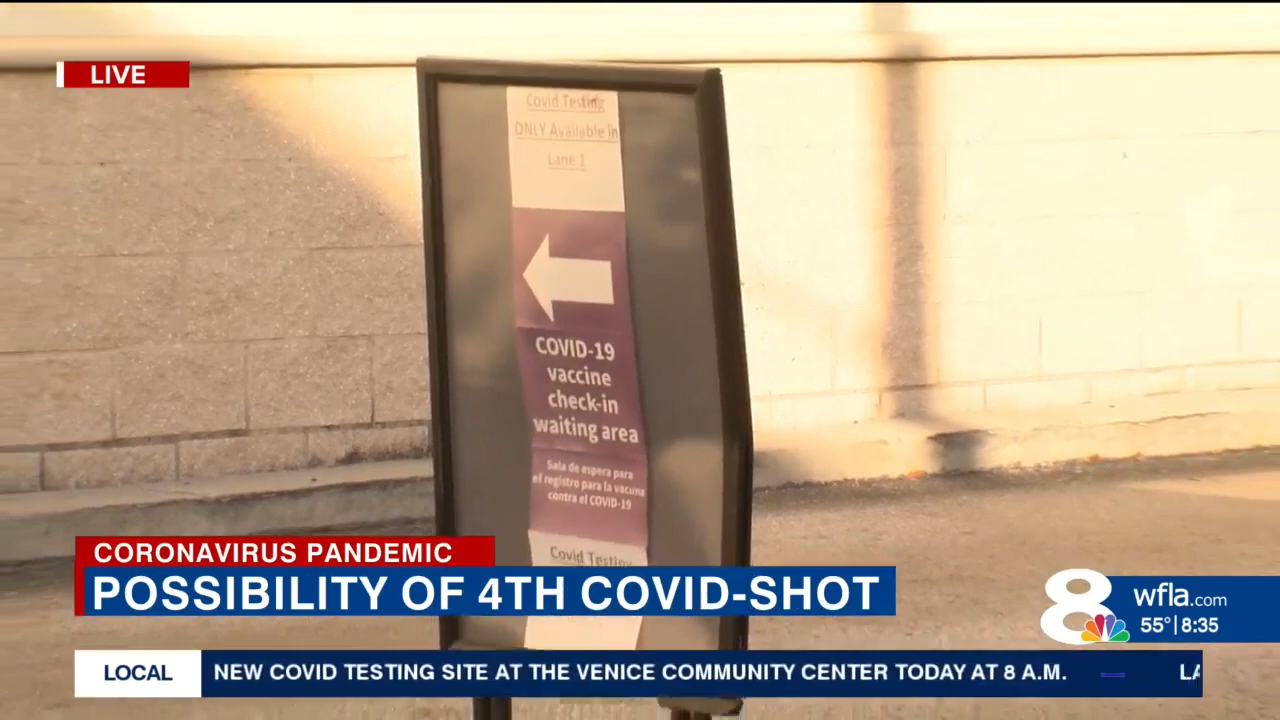 LIVE
Covid Testing
ONLY Available in
Lane 1
COVID-19
vaccine
check-in
waiting area
Sala de espera para
el registro para la vacuna
contra el COVID-19
Covid Testing
CORONAVIRUS PANDEMIC
POSSIBILITY OF 4TH COVID-SHOT
8
wfla.com
55° | 8:35
LOCAL NEW COVID TESTING SITE AT THE VENICE COMMUNITY CENTER TODAY AT 8 A.M.